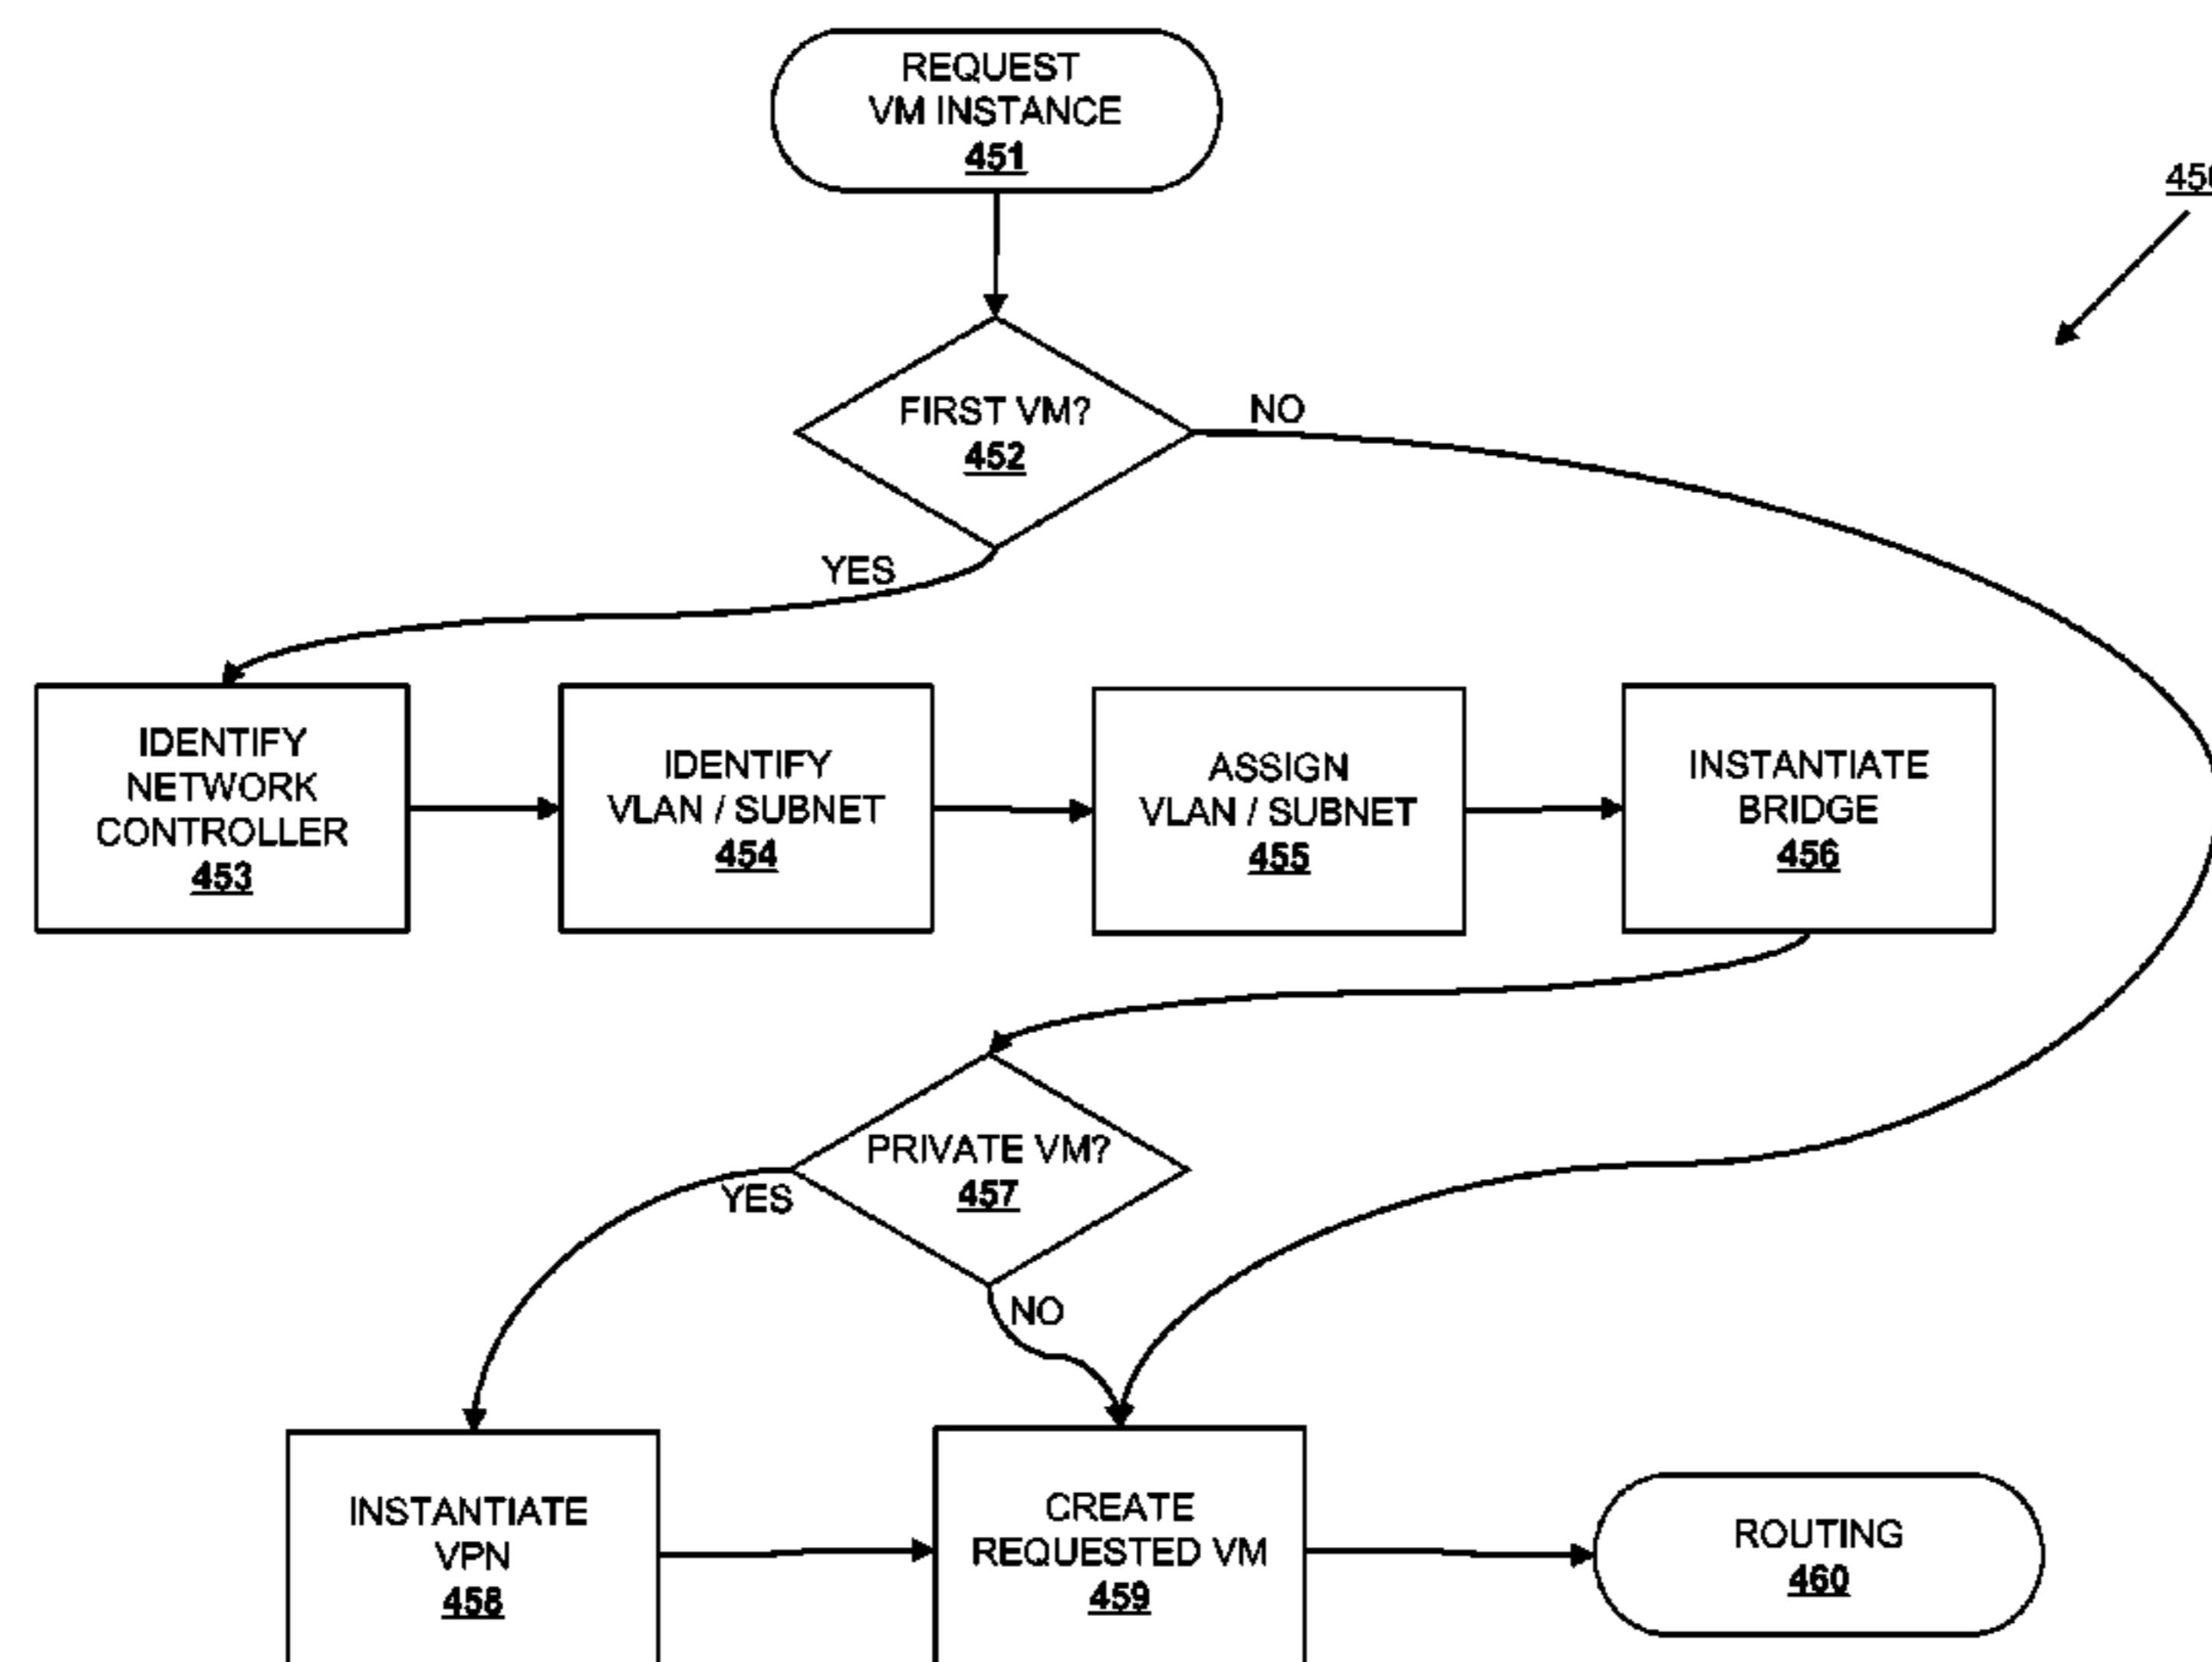 REQUEST
VM INSTANCE
451
FIRST VM?
452
NO
YES
IDENTIFY
NETWORK
CONTROLLER
453
IDENTIFY
VLAN / SUBNET
454
ASSIGN
VLAN / SUBNET
455
INSTANTIATE
BRIDGE
456
PRIVATE VM?
457
YES
NO
INSTANTIATE
VPN
458
CREATE
REQUESTED VM
459
ROUTING
460